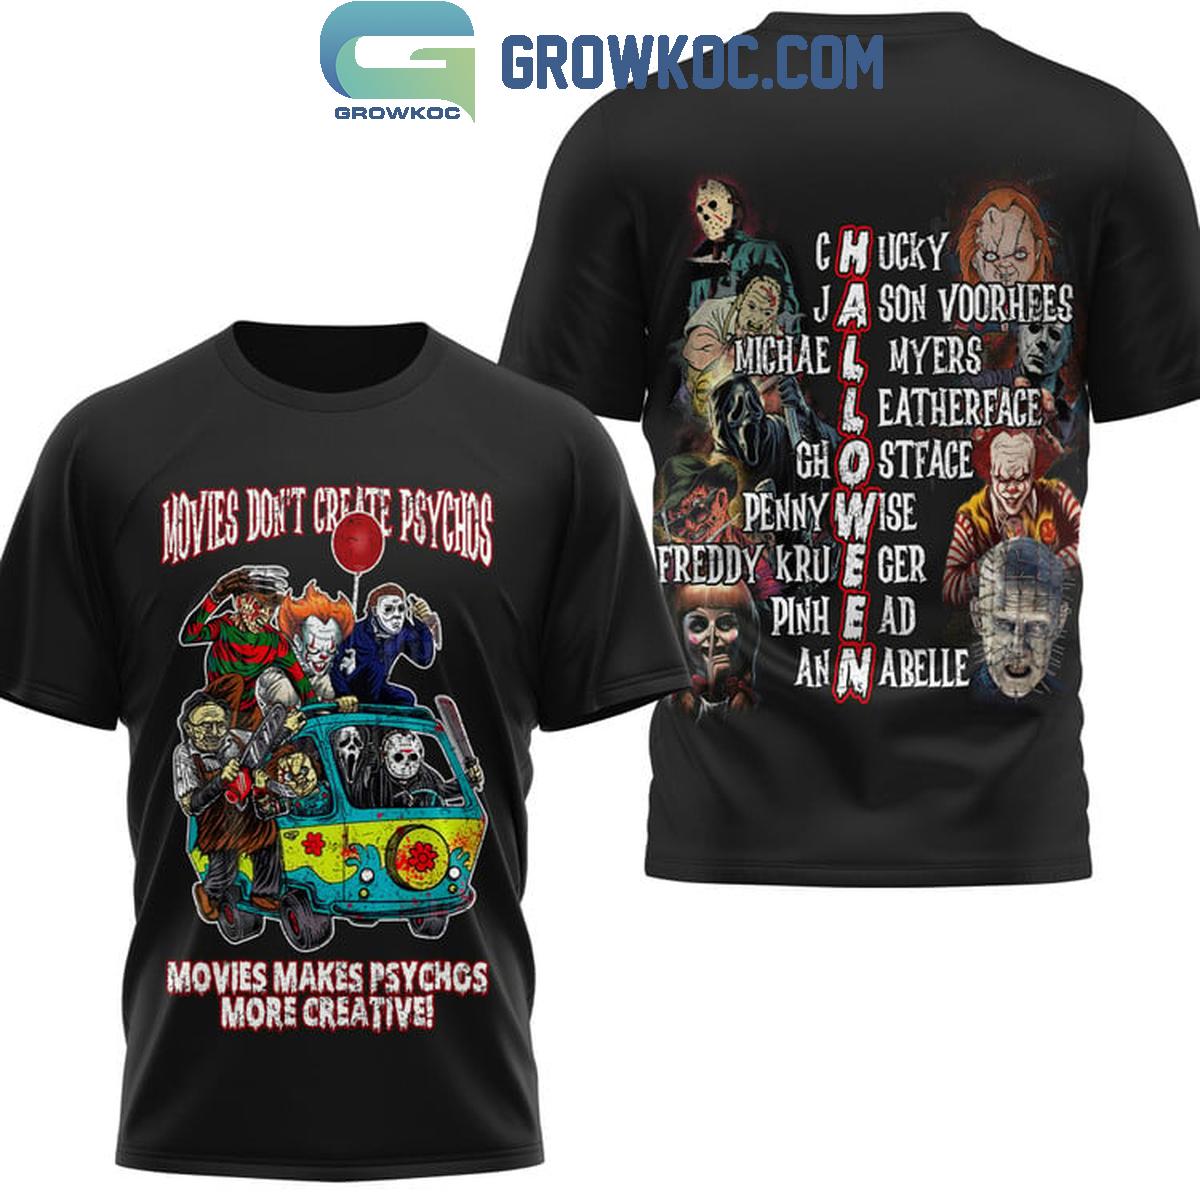 GROWKOC
GROWKOC.COM
MOVIES DON'T CREATE PSYCHOS
MOVIES MAKES PSYCHOS
MORE CREATIVE!
CHUCKY
JASON VOORHEES
MICHAEL MYERS
LEATHERFACE
GHOSTFACE
PENNYWISE
FREDDY KRUEGER
PINHEAD
ANNABELLE